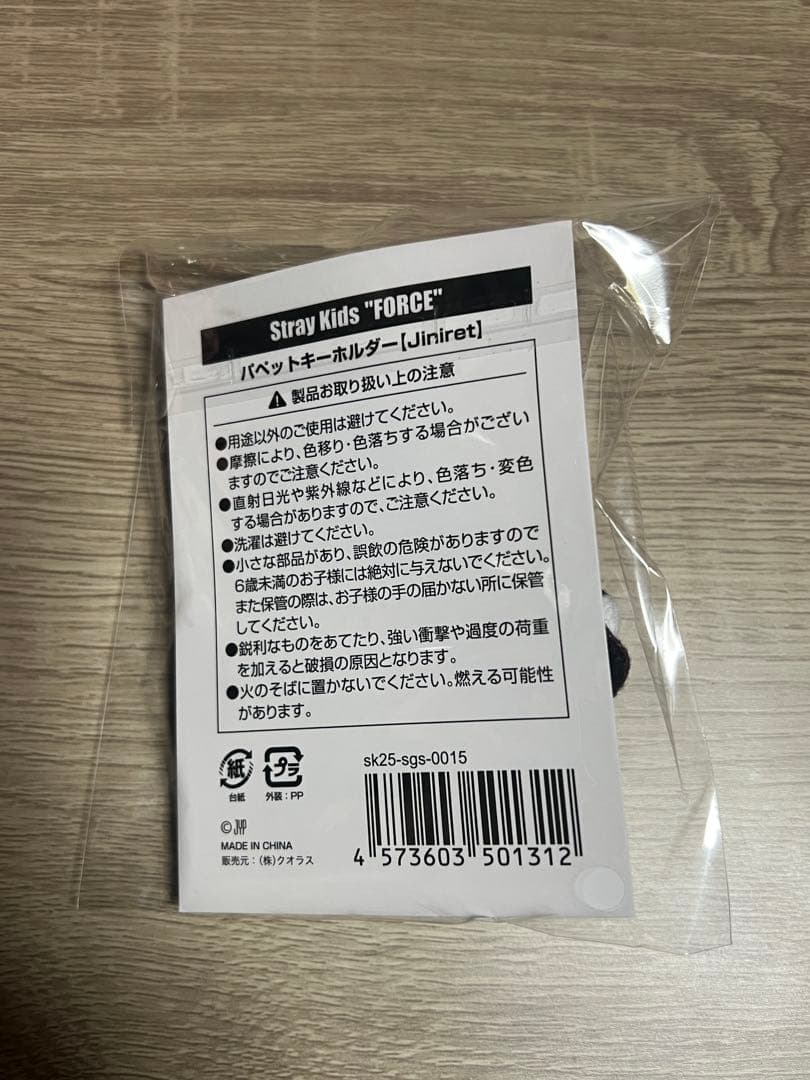 Stray Kids "FORCE"
パペットキーホルダー【Jiniret】
製品お取り扱い上の注意
●用途以外のご使用は避けてください。
●摩擦により、色移り・色落ちする場合がござい
ますのでご注意ください。
●直射日光や紫外線などにより、色落ち・変色
する場合がありますので、ご注意ください。
●洗濯は避けてください。
●小さな部品があり、誤飲の危険がありますので
6歳未満のお子様には絶対に与えないでください。
また保管の際は、お子様の手の届かない所に保管
してください。
●鋭利なものをあてたり、強い衝撃や過度の荷重
を加えると破損の原因となります。
●火のそばに置かないでください。燃える可能性
があります。
紙 プラ
台紙 外装:PP
sk25-sgs-0015
© JYP
MADE IN CHINA
販売元:(株)クオラス
4 573603 501312